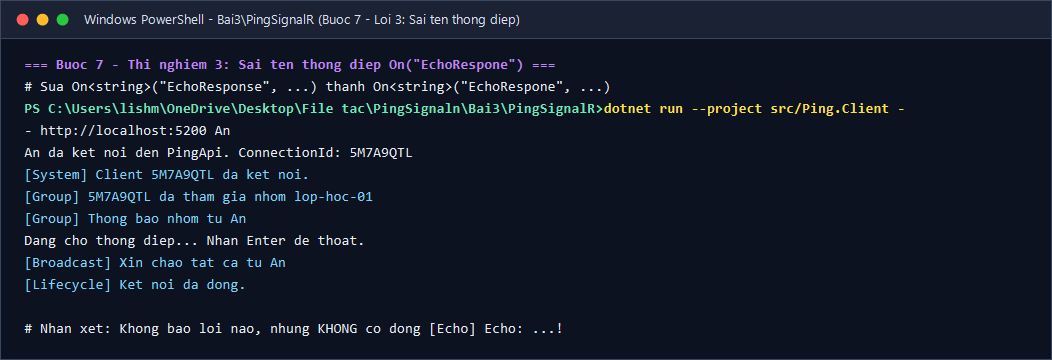 Windows PowerShell - Bai3\PingSignalR (Buoc 7 - Loi 3: Sai ten thong diep)
=== Buoc 7 - Thi nghiem 3: Sai ten thong diep On("EchoRespone") ===
# Sua On<string>("EchoResponse", ...) thanh On<string>("EchoRespone", ...)
PS C:\Users\lishm\OneDrive\Desktop\File tac\PingSignaln\Bai3\PingSignalR>dotnet run --project src/Ping.Client -
- http://localhost:5200 An
An da ket noi den PingApi. ConnectionId: 5M7A9QTL
[System] Client 5M7A9QTL da ket noi.
[Group] 5M7A9QTL da tham gia nhom lop-hoc-01
[Group] Thong bao nhom tu An
Dang cho thong diep... Nhan Enter de thoat.
[Broadcast] Xin chao tat ca tu An
[Lifecycle] Ket noi da dong.
# Nhan xet: Khong bao loi nao, nhung KHONG co dong [Echo] Echo: ...!